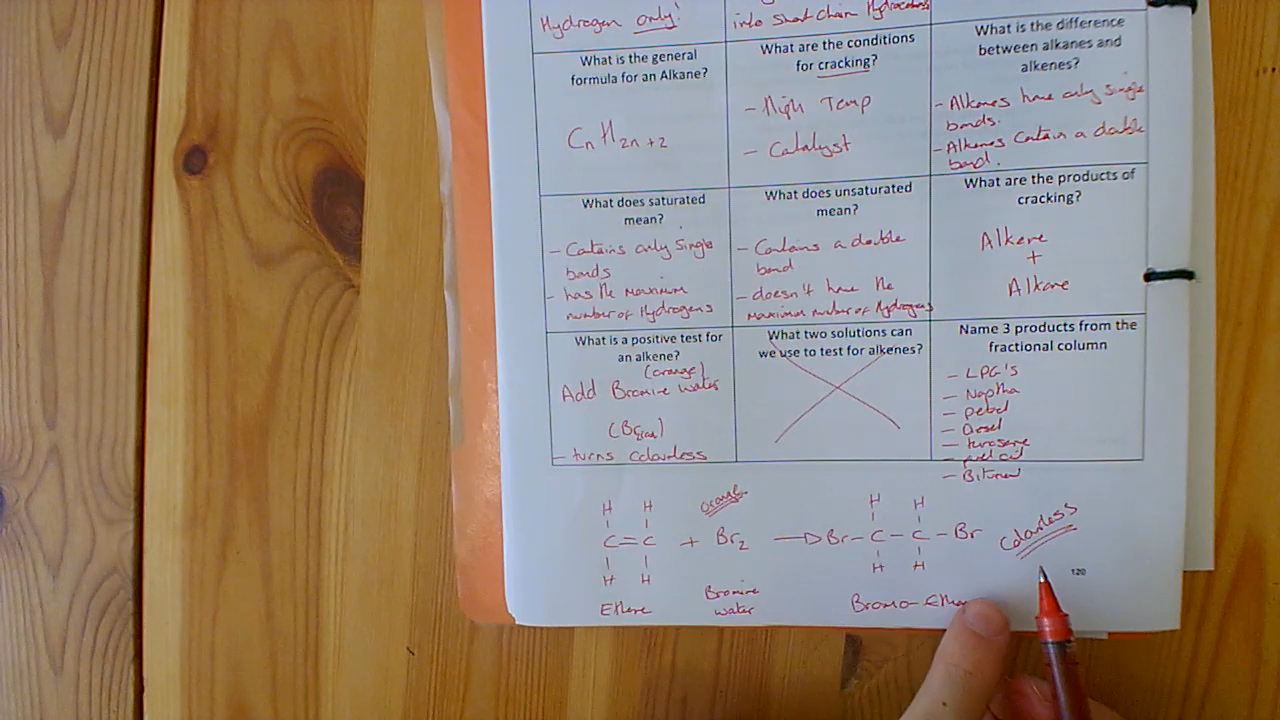 Hydrogen only!
into short chain Hydrocarbons
What is the general
formula for an Alkane?
CnH2n+2
What are the conditions
for cracking?
- High Temp
- Catalyst
What is the difference
between alkanes and
alkenes?
- Alkanes have only single
bonds.
- Alkenes contain a double
bond.
What does saturated
mean?
- Contains only single
bonds
- has the maximum
number of Hydrogens
What does unsaturated
mean?
- Contains a double
bond
- doesn't have the
maximum number of Hydrogens
What are the products of
cracking?
Alkene
+
Alkane
What is a positive test for
an alkene?
(orange)
Add Bromine water
- turns colourless
What two solutions can
we use to test for alkenes?
Name 3 products from the
fractional column
- LPG's
- Naptha
- petrol
- Diesel
- kerosene
- fuel oil
- Bitumen
H H orange H H
C=C + Br2 → Br-C-C-Br Colourless
H H H H
120
Ethene Bromine
water
Bromo-Ethane